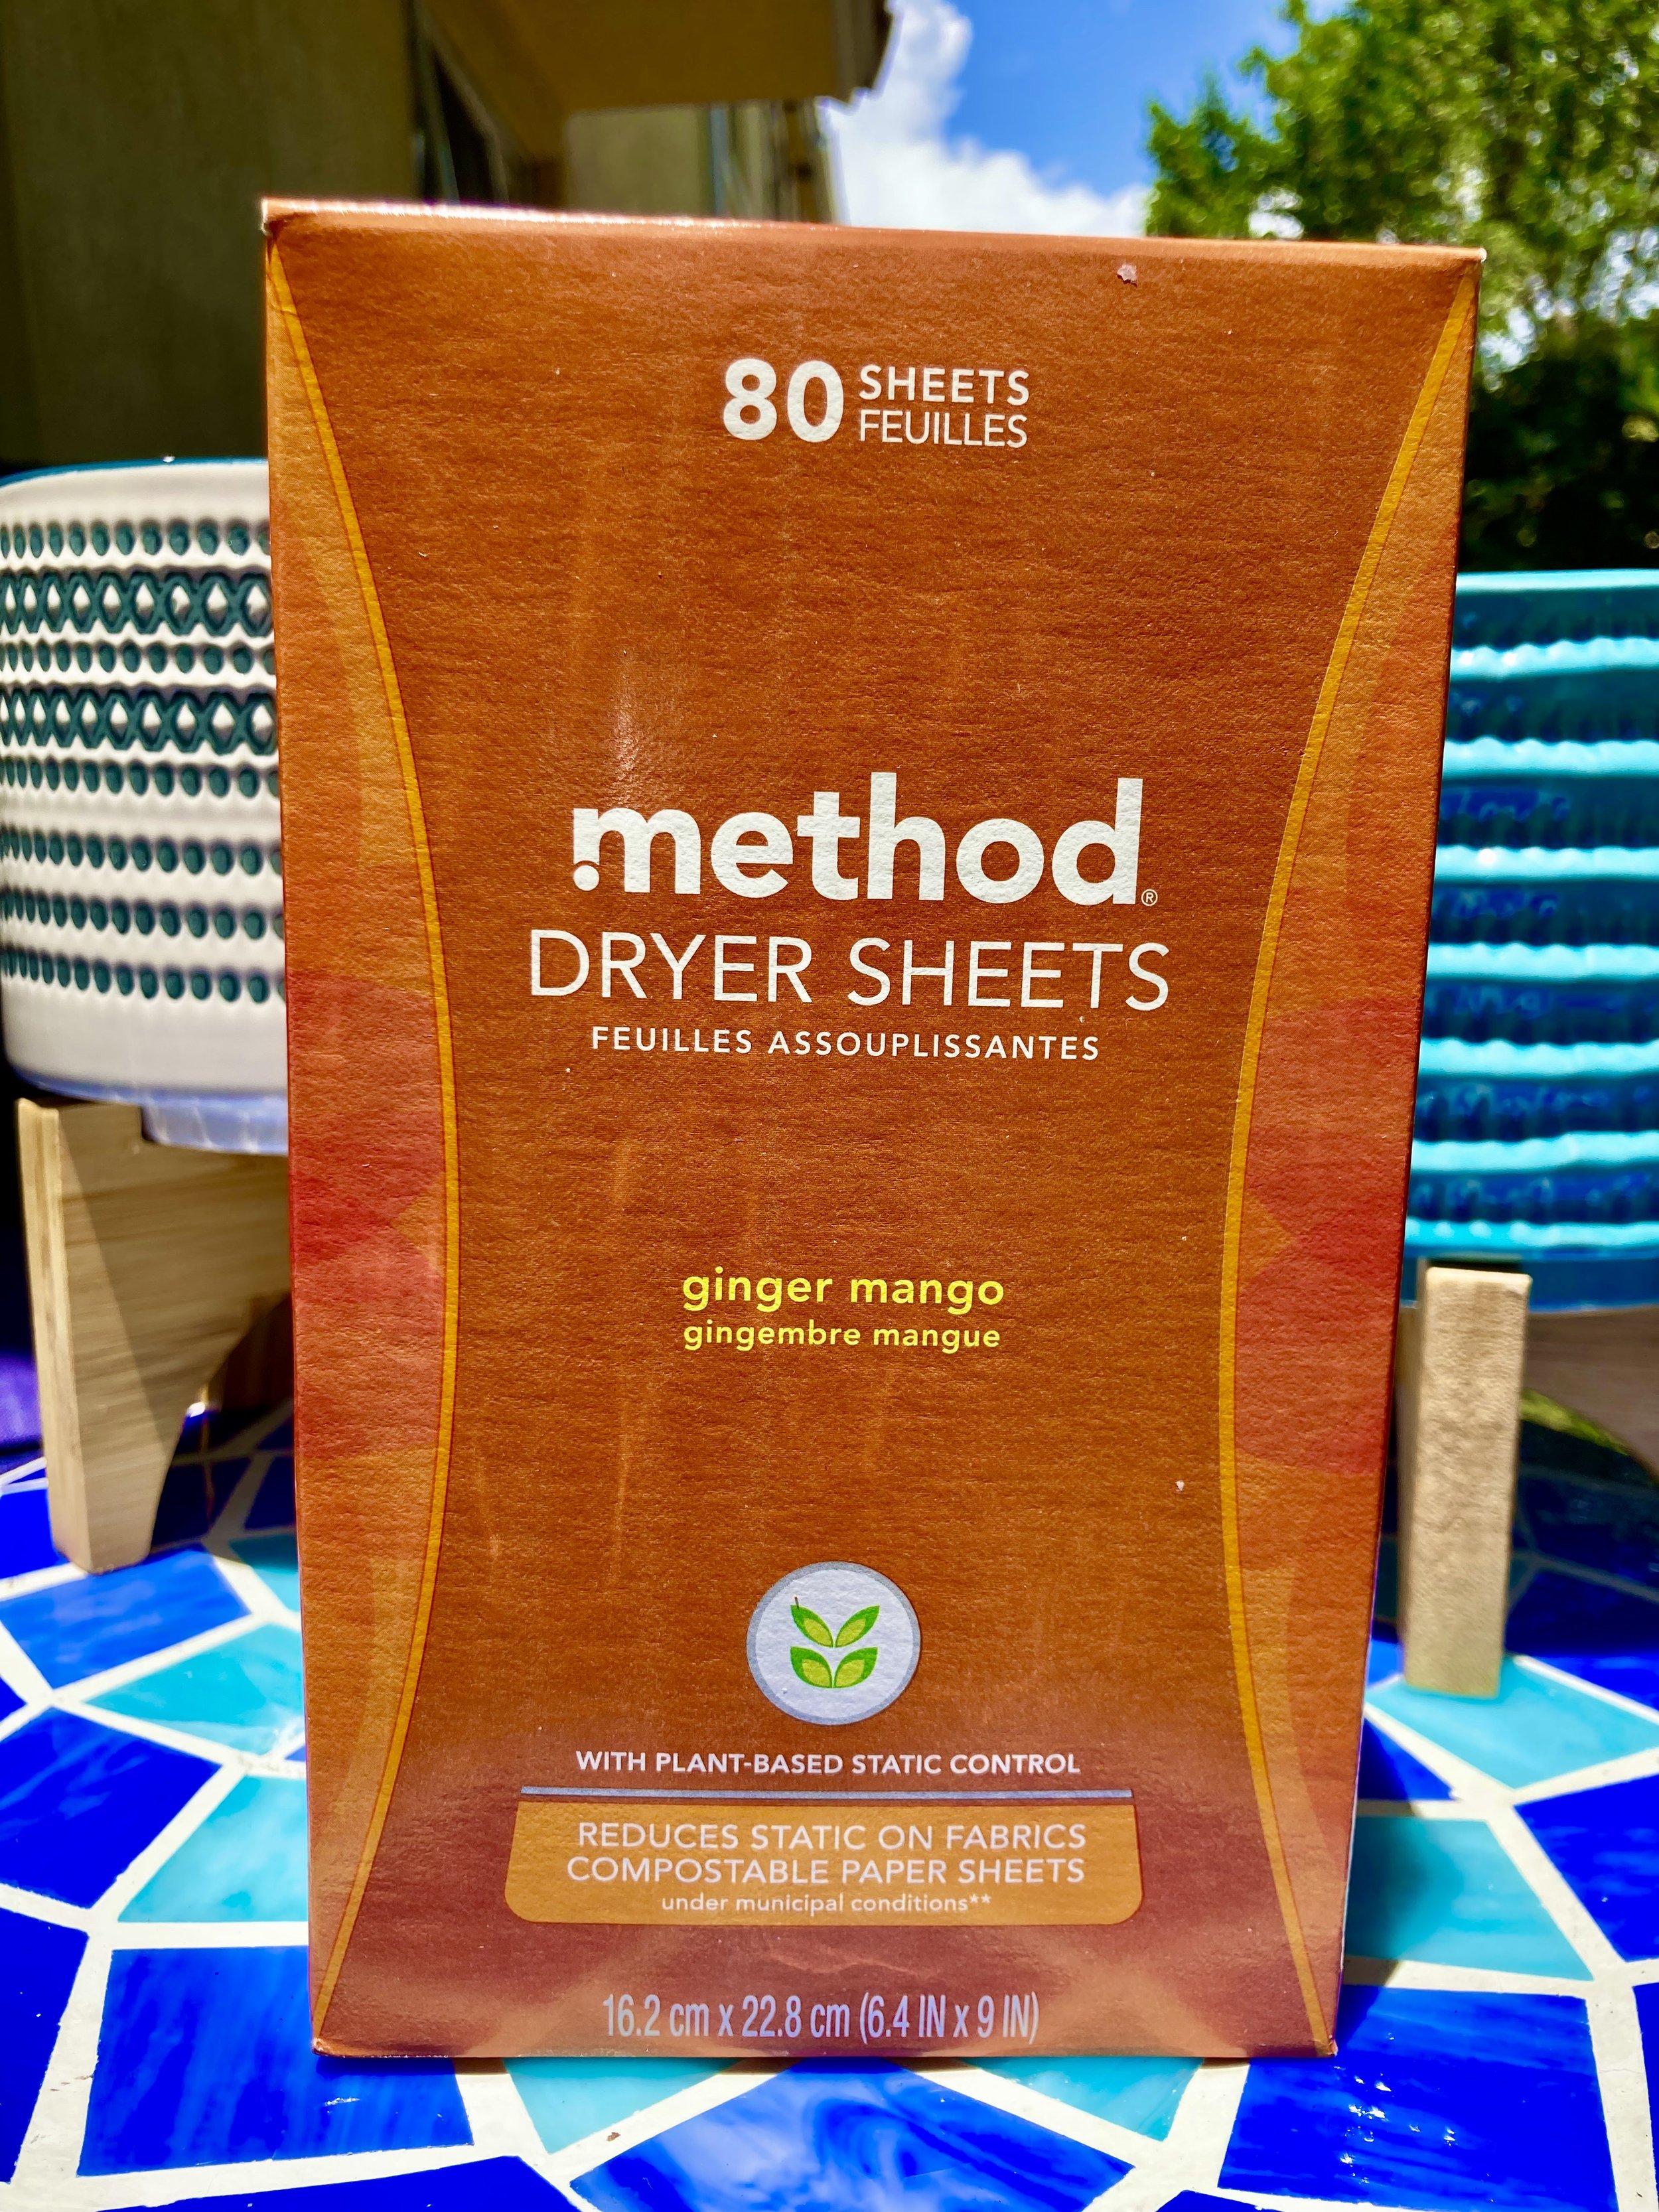 80 SHEETS
FEUILLES
method®
DRYER SHEETS
FEUILLES ASSOUPLISSANTES
ginger mango
gingembre mangue
WITH PLANT-BASED STATIC CONTROL
REDUCES STATIC ON FABRICS
COMPOSTABLE PAPER SHEETS
under municipal conditions**
16.2 cm x 22.8 cm (6.4 IN x 9 IN)